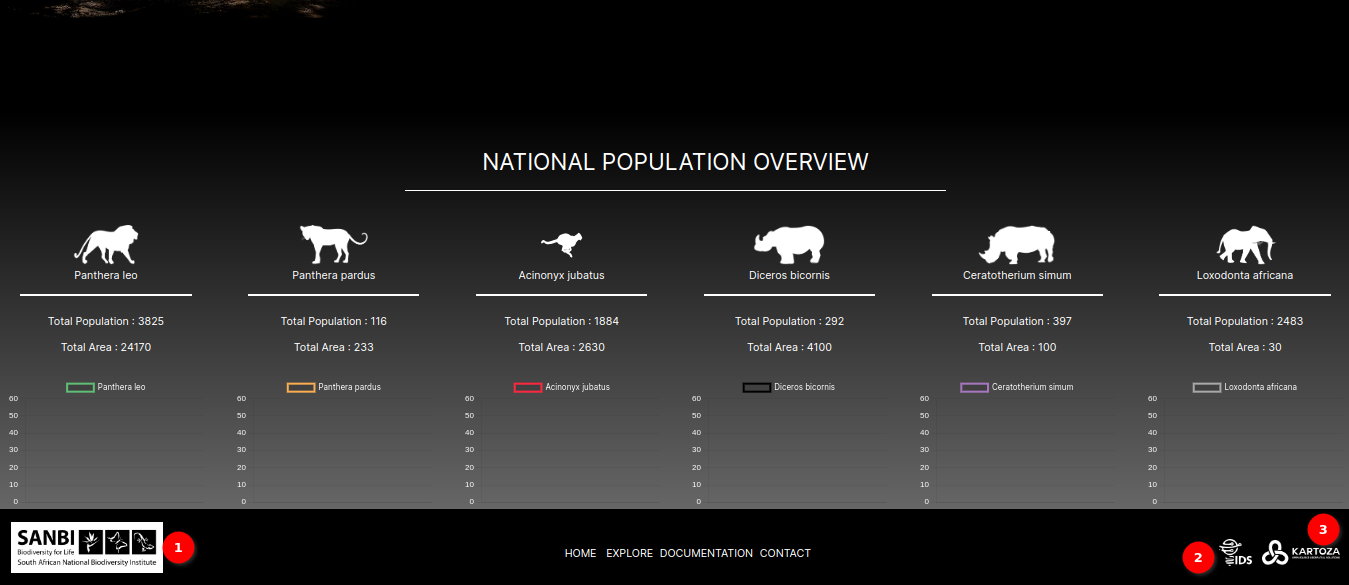 NATIONAL POPULATION OVERVIEW
Panthera leo
Total Population : 3825
Total Area : 24170
Panthera leo
60
50
40
30
20
10
0
Panthera pardus
Total Population : 116
Total Area : 233
Panthera pardus
60
50
40
30
20
10
0
Acinonyx jubatus
Total Population : 1884
Total Area : 2630
Acinonyx jubatus
60
50
40
30
20
10
0
Diceros bicornis
Total Population : 292
Total Area : 4100
Diceros bicornis
60
50
40
30
20
10
0
Ceratotherium simum
Total Population : 397
Total Area : 100
Ceratotherium simum
60
50
40
30
20
10
0
Loxodonta africana
Total Population : 2483
Total Area : 30
Loxodonta africana
60
50
40
30
20
10
0
SANBI
Biodiversity for Life
South African National Biodiversity Institute
1
HOME EXPLORE DOCUMENTATION CONTACT
2
IDS
3
KARTOZA